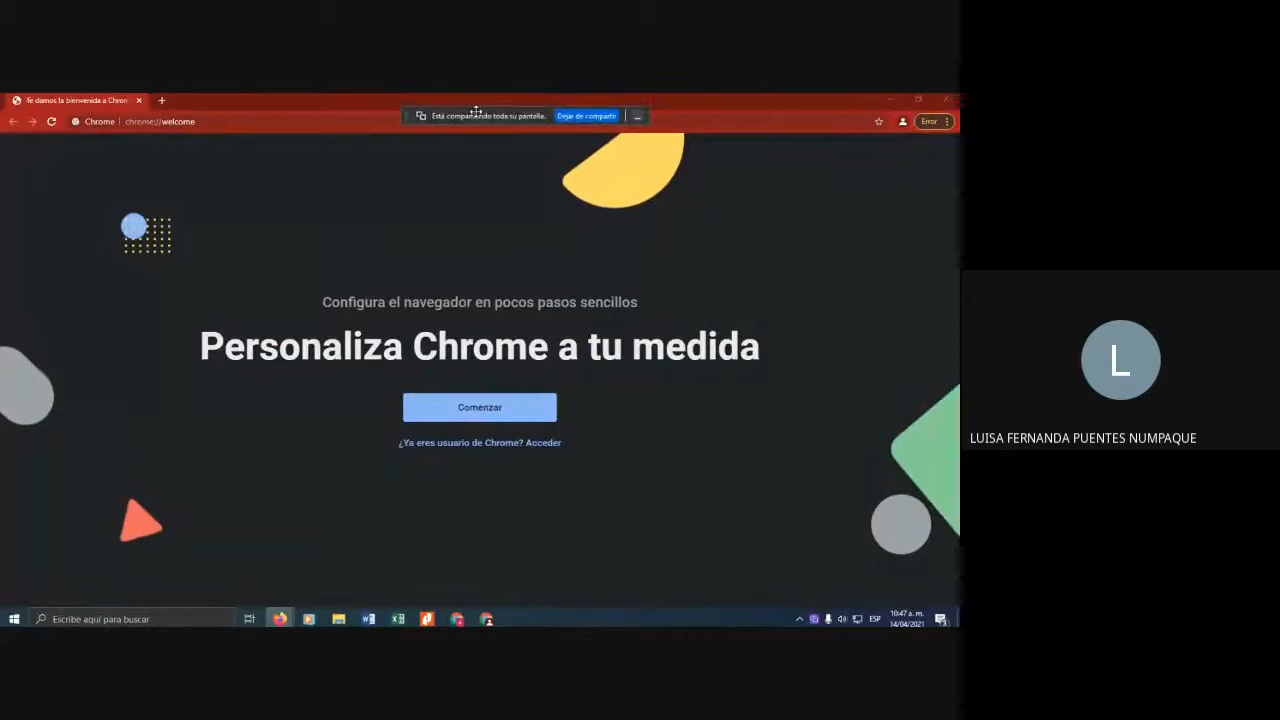 Te damos la bienvenida a Chron
Chrome
chrome://welcome
Está compartiendo toda su pantalla.
Dejar de compartir
Error
Configura el navegador en pocos pasos sencillos
Personaliza Chrome a tu medida
Comenzar
¿Ya eres usuario de Chrome? Acceder
L
LUISA FERNANDA PUENTES NUMPAQUE
Escribe aquí para buscar
ESP
10:47 a. m.
14/04/2021